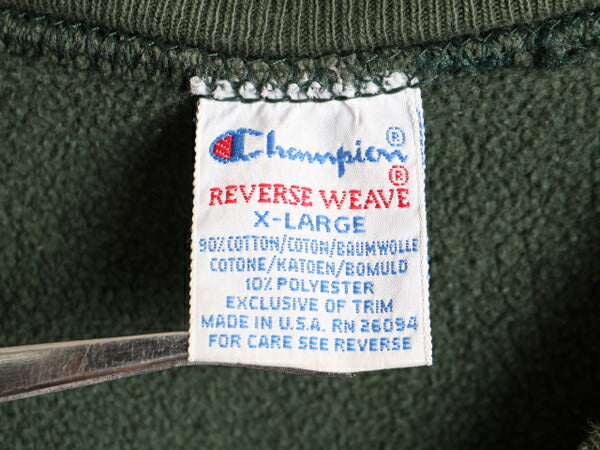 Champion®
REVERSE WEAVE®
X-LARGE
90% COTTON/COTON/BAUMWOLLE
COTONE/KATOEN/BOMULD
10% POLYESTER
EXCLUSIVE OF TRIM
MADE IN U.S.A. RN 26094
FOR CARE SEE REVERSE